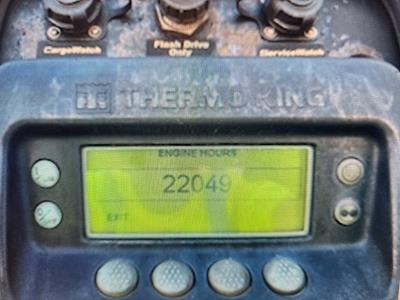 CargoWatch
Flash Drive
Only
ServiceWatch
THERMO KING
ENGINE HOURS
22049
EXIT